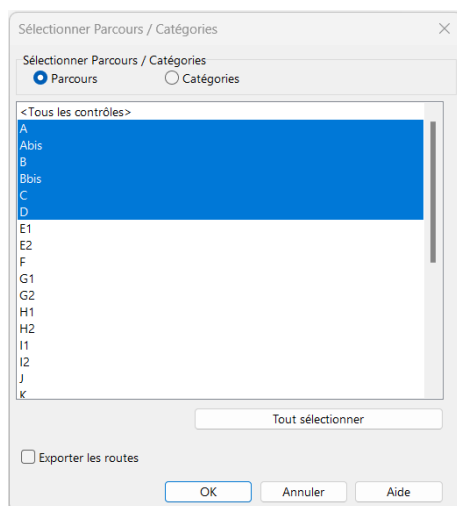 Sélectionner Parcours / Catégories
Sélectionner Parcours / Catégories
Parcours Catégories
<Tous les contrôles>
A
Abis
B
Bbis
C
D
E1
E2
F
G1
G2
H1
H2
I1
I2
J
K
Tout sélectionner
Exporter les routes
OK Annuler Aide